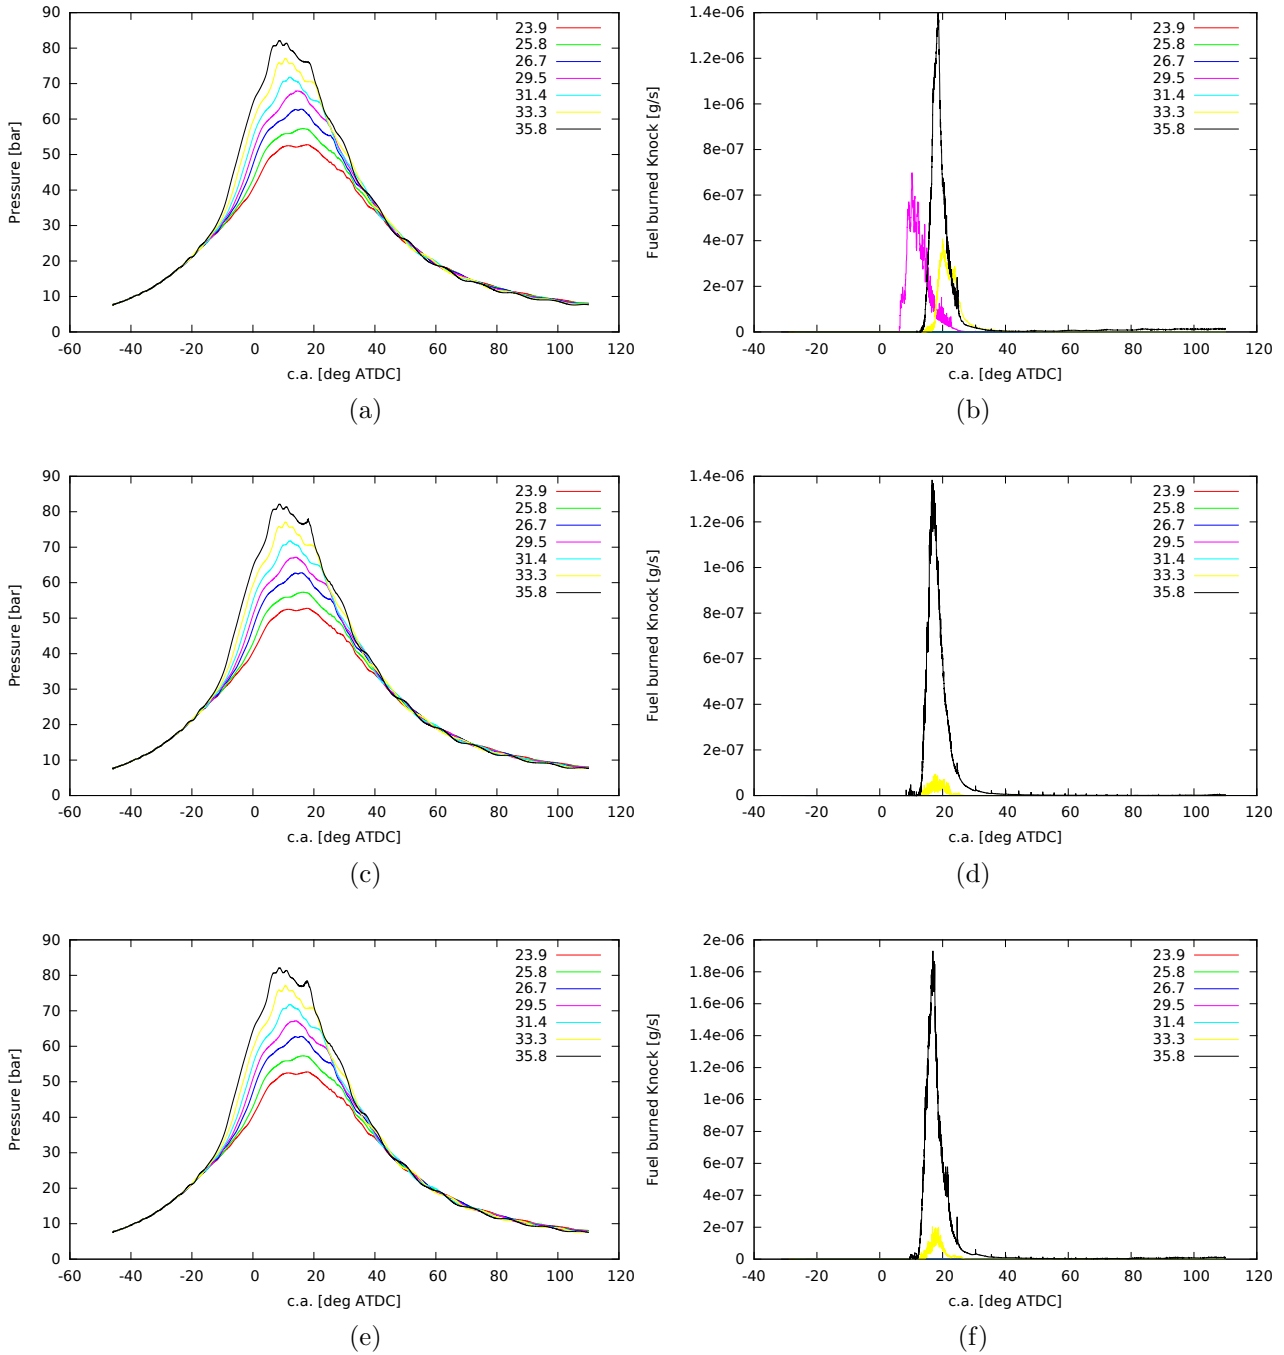 90
80
70
60
50
40
30
20
10
0
Pressure [bar]
-60 -40 -20 0 20 40 60 80 100 120
c.a. [deg ATDC]
23.9
25.8
26.7
29.5
31.4
33.3
35.8
(a)
1.4e-06
1.2e-06
1e-06
8e-07
6e-07
4e-07
2e-07
0
Fuel burned Knock [g/s]
-40 -20 0 20 40 60 80 100 120
c.a. [deg ATDC]
23.9
25.8
26.7
29.5
31.4
33.3
35.8
(b)
90
80
70
60
50
40
30
20
10
0
Pressure [bar]
-60 -40 -20 0 20 40 60 80 100 120
c.a. [deg ATDC]
23.9
25.8
26.7
29.5
31.4
33.3
35.8
(c)
1.4e-06
1.2e-06
1e-06
8e-07
6e-07
4e-07
2e-07
0
Fuel burned Knock [g/s]
-40 -20 0 20 40 60 80 100 120
c.a. [deg ATDC]
23.9
25.8
26.7
29.5
31.4
33.3
35.8
(d)
90
80
70
60
50
40
30
20
10
0
Pressure [bar]
-60 -40 -20 0 20 40 60 80 100 120
c.a. [deg ATDC]
23.9
25.8
26.7
29.5
31.4
33.3
35.8
(e)
2e-06
1.8e-06
1.6e-06
1.4e-06
1.2e-06
1e-06
8e-07
6e-07
4e-07
2e-07
0
Fuel burned Knock [g/s]
-40 -20 0 20 40 60 80 100 120
c.a. [deg ATDC]
23.9
25.8
26.7
29.5
31.4
33.3
35.8
(f)